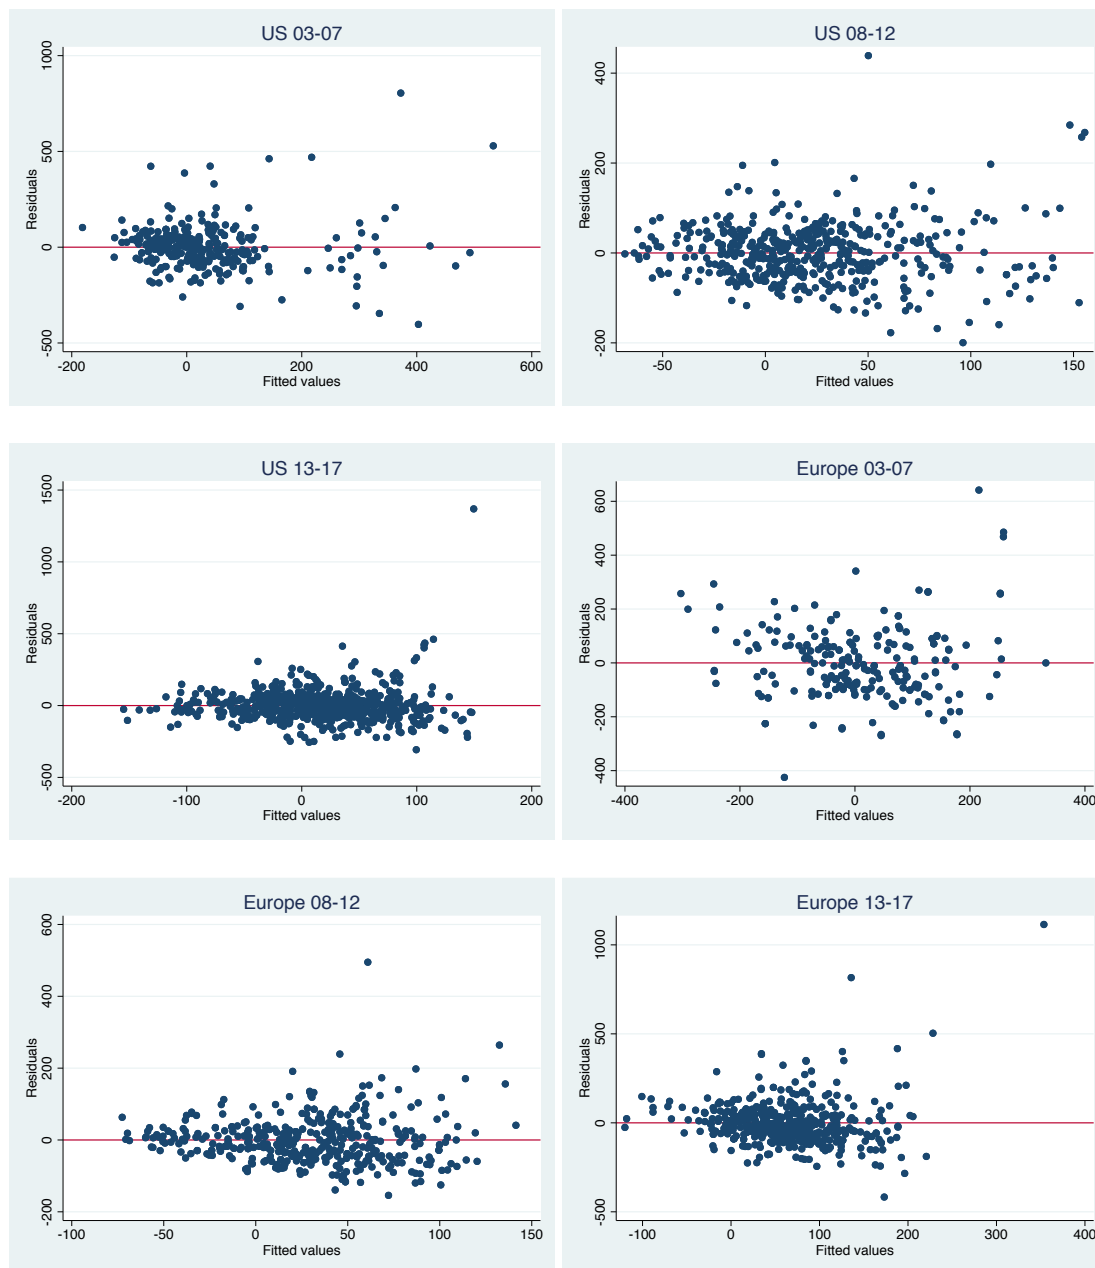 US 03-07
Residuals
-500 0 500 1000
-200 0 200 400 600
Fitted values
US 08-12
Residuals
-200 0 200 400
-50 0 50 100 150
Fitted values
US 13-17
Residuals
-500 0 500 1000 1500
-200 -100 0 100 200
Fitted values
Europe 03-07
Residuals
-400 -200 0 200 400 600
-400 -200 0 200 400
Fitted values
Europe 08-12
Residuals
-200 0 200 400 600
-100 -50 0 50 100 150
Fitted values
Europe 13-17
Residuals
-500 0 500 1000
-100 0 100 200 300 400
Fitted values